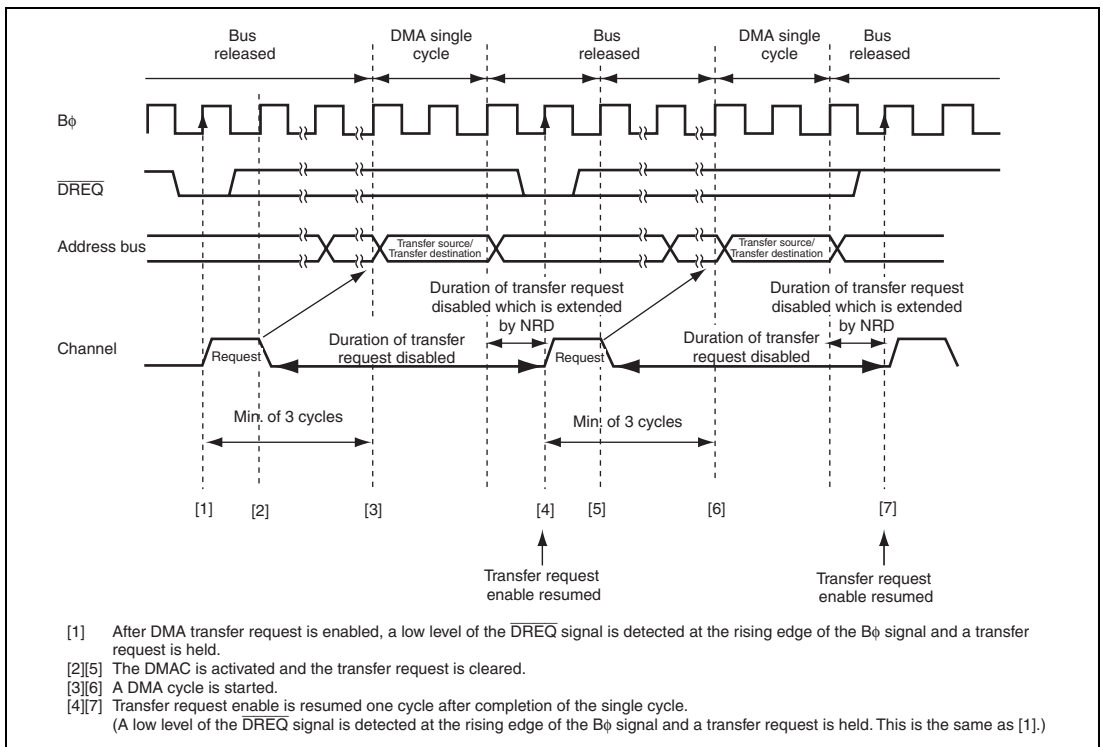 Bus
released
DMA single
cycle
Bus
released
DMA single
cycle
Bus
released
Bϕ
DREQ
Address bus
Transfer source/
Transfer destination
Transfer source/
Transfer destination
Duration of transfer request
disabled which is extended
by NRD
Duration of transfer request
disabled which is extended
by NRD
Channel
Request
Duration of transfer
request disabled
Request
Duration of transfer
request disabled
Min. of 3 cycles
Min. of 3 cycles
[1] [2] [3] [4] [5] [6] [7]
Transfer request
enable resumed
Transfer request
enable resumed
[1] After DMA transfer request is enabled, a low level of the DREQ signal is detected at the rising edge of the Bϕ signal and a transfer
request is held.
[2][5] The DMAC is activated and the transfer request is cleared.
[3][6] A DMA cycle is started.
[4][7] Transfer request enable is resumed one cycle after completion of the single cycle.
(A low level of the DREQ signal is detected at the rising edge of the Bϕ signal and a transfer request is held. This is the same as [1].)